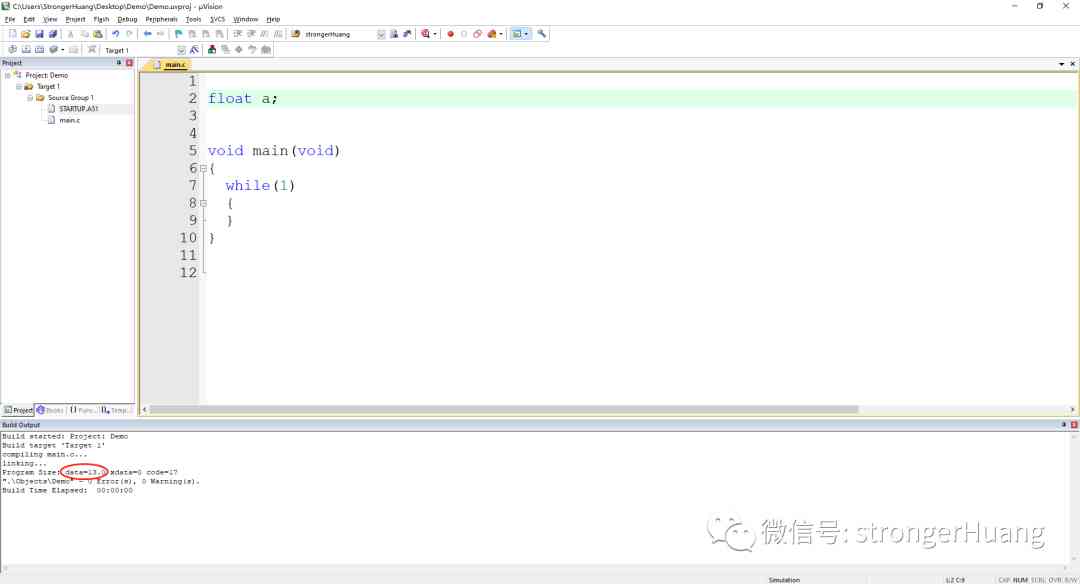 C:\Users\StrongerHuang\Desktop\Demo\Demo.uvproj - µVision
File Edit View Project Flash Debug Peripherals Tools SVCS Window Help
strongerHuang
Target 1
Project
main.c
Project: Demo
Target 1
Source Group 1
STARTUP.A51
main.c
1
2 float a;
3
4
5 void main(void)
6 {
7 while(1)
8 {
9 }
10 }
11
12
Project Books {} Func... Temp...
Build Output
Build started: Project: Demo
Build target 'Target 1'
compiling main.c...
linking...
Program Size: data=13.0 xdata=0 code=17
".\Objects\Demo" - 0 Error(s), 0 Warning(s).
Build Time Elapsed: 00:00:00
微信号: strongerHuang
Simulation L:2 C:9 CAP NUM SCRL OVR R/W